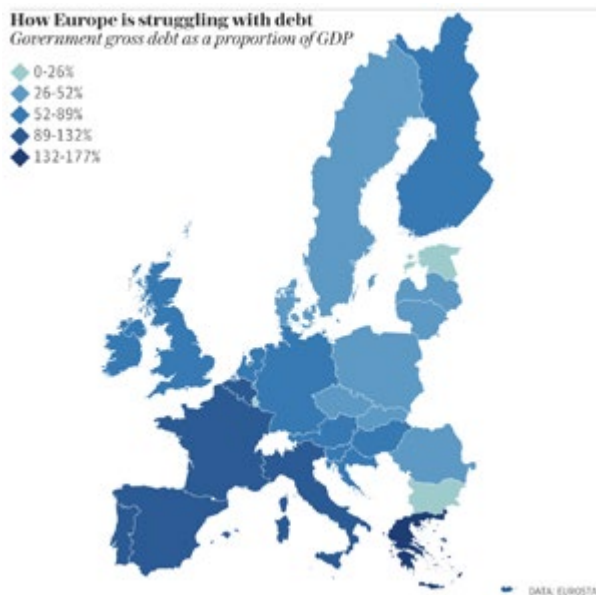 How Europe is struggling with debt
Government gross debt as a proportion of GDP
0-26%
26-52%
52-89%
89-132%
132-177%
DATA: EUROSTA